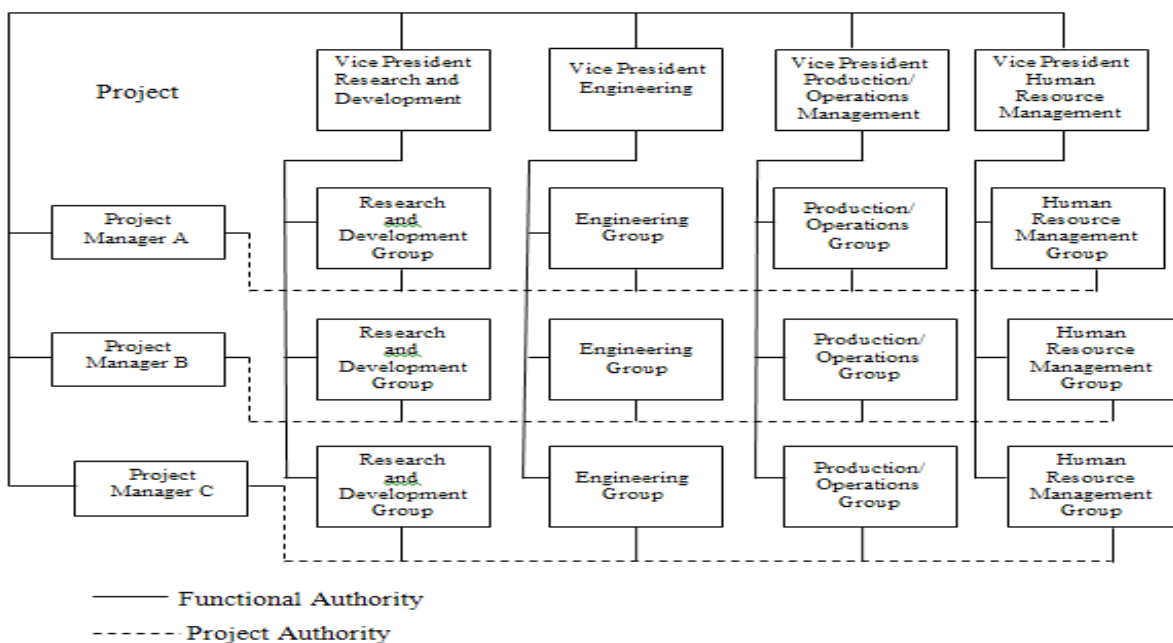 Vice President
Research and
Development
Vice President
Engineering
Vice President
Production/
Operations
Management
Vice President
Human
Resource
Management
Project
Project
Manager A
Research
and
Development
Group
Engineering
Group
Production/
Operations
Group
Human
Resource
Management
Group
Project
Manager B
Research
and
Development
Group
Engineering
Group
Production/
Operations
Group
Human
Resource
Management
Group
Project
Manager C
Research
and
Development
Group
Engineering
Group
Production/
Operations
Group
Human
Resource
Management
Group
Functional Authority
Project Authority